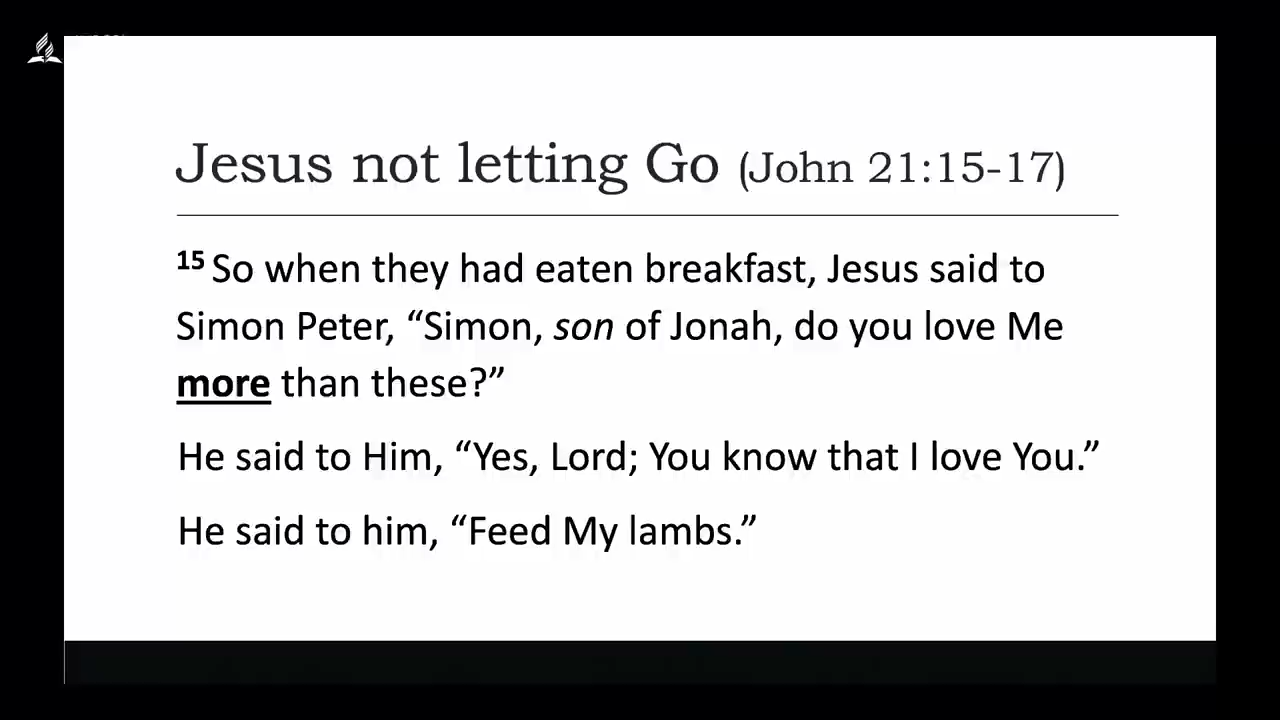 Jesus not letting Go (John 21:15-17)
15 So when they had eaten breakfast, Jesus said to
Simon Peter, “Simon, son of Jonah, do you love Me
more than these?”
He said to Him, “Yes, Lord; You know that I love You.”
He said to him, “Feed My lambs.”